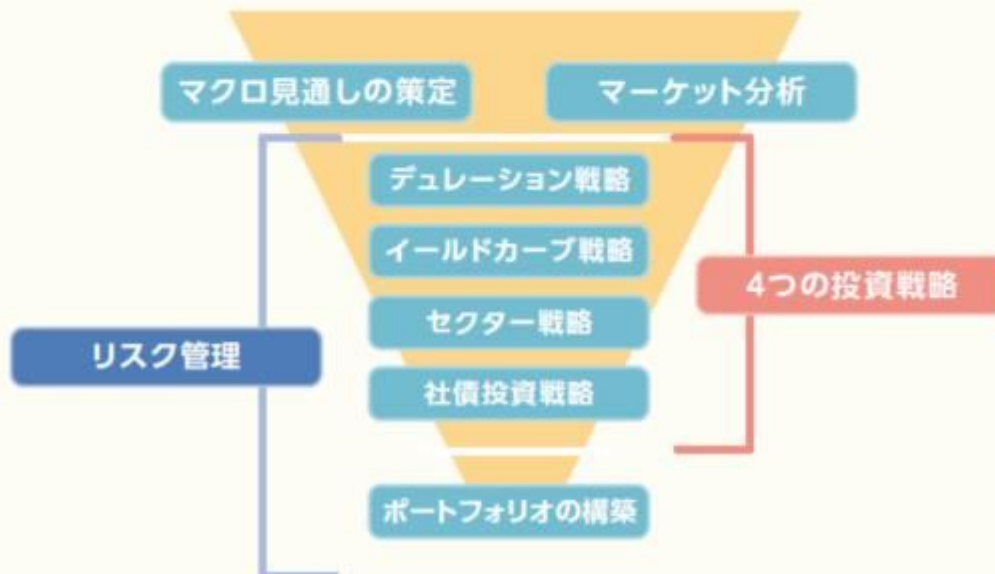 マクロ見通しの策定
マーケット分析
デュレーション戦略
イールドカーブ戦略
4つの投資戦略
セクター戦略
リスク管理
社債投資戦略
ポートフォリオの構築